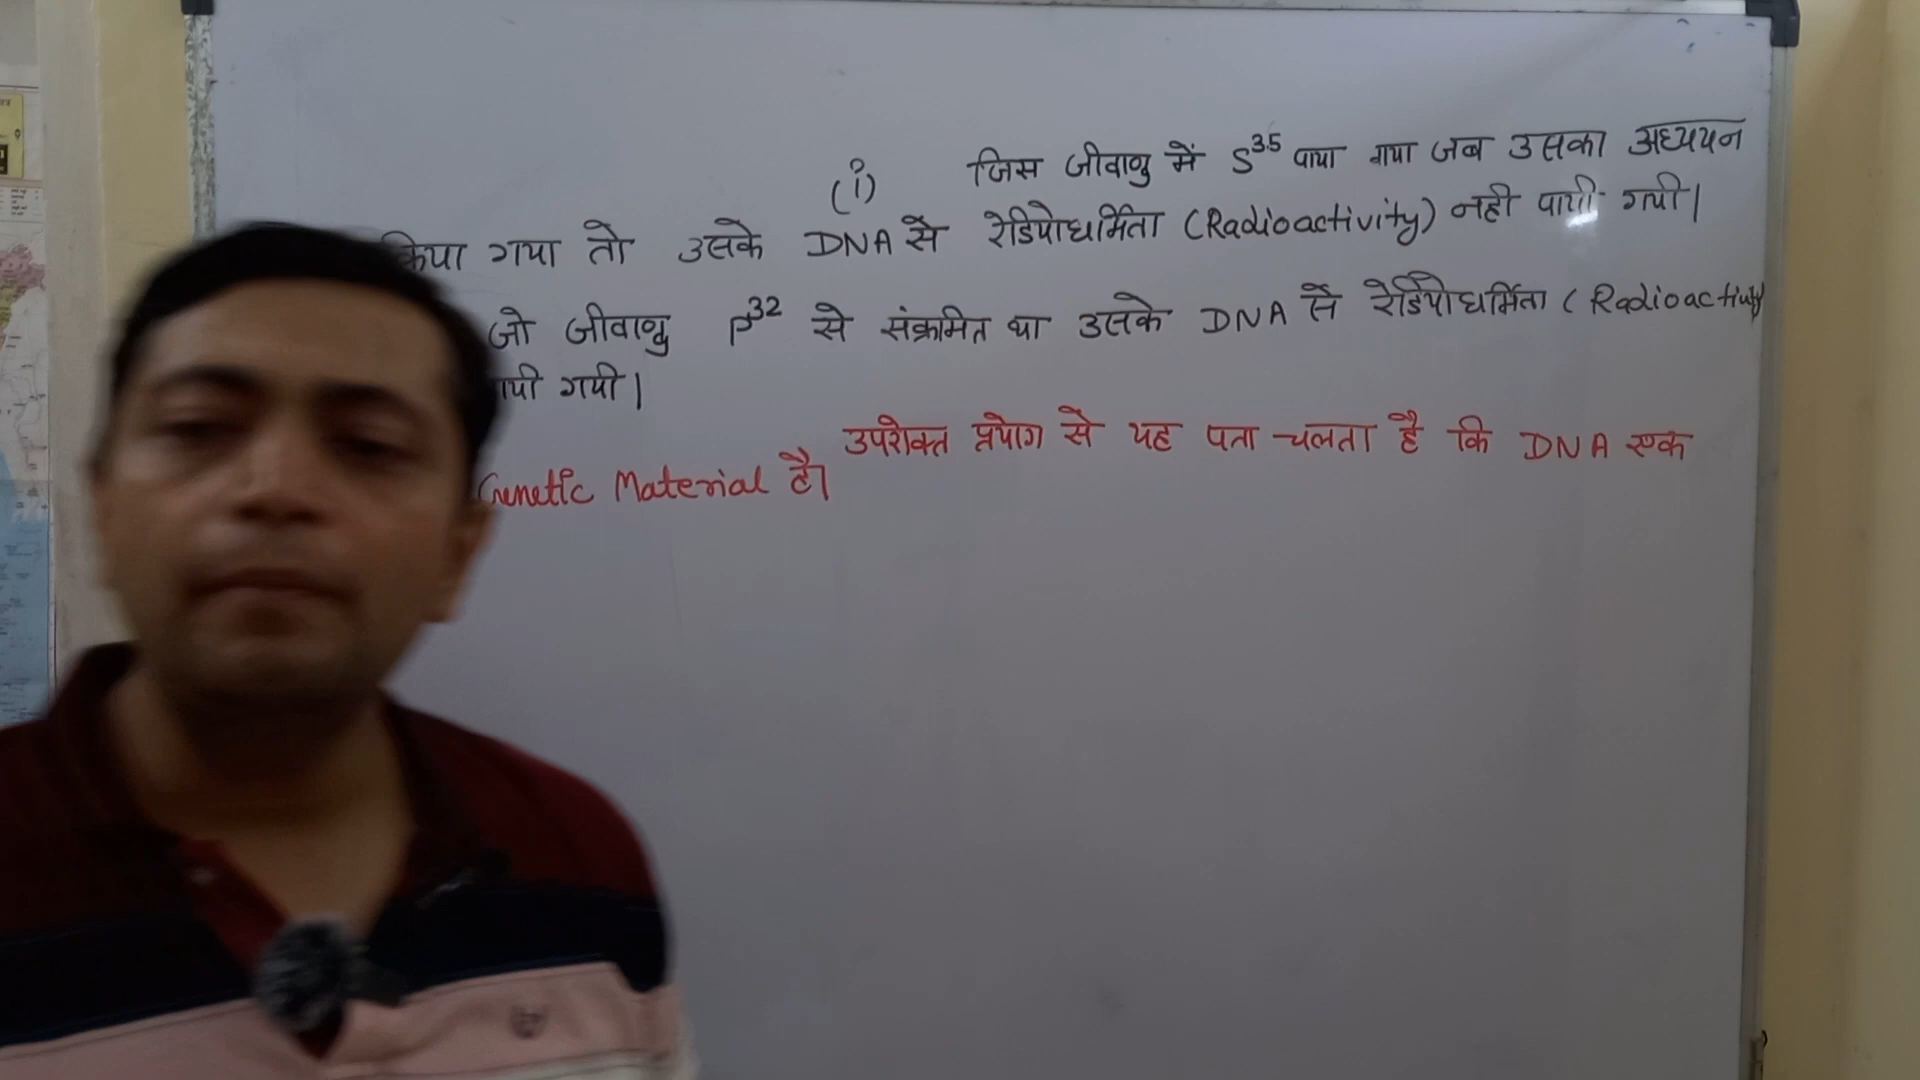 (i) जिस जीवाणु में S35 पाया गया जब उसका अध्ययन
किया गया तो उसके DNA से रेडियोधर्मिता (Radioactivity) नही पायी गयी।
जो जीवाणु P32 से संक्रमित था उसके DNA से रेडियोधर्मिता (Radioactivity
गयी।
उपरोक्त प्रयोग से यह पता चलता है कि DNA एक
Genetic Material है।